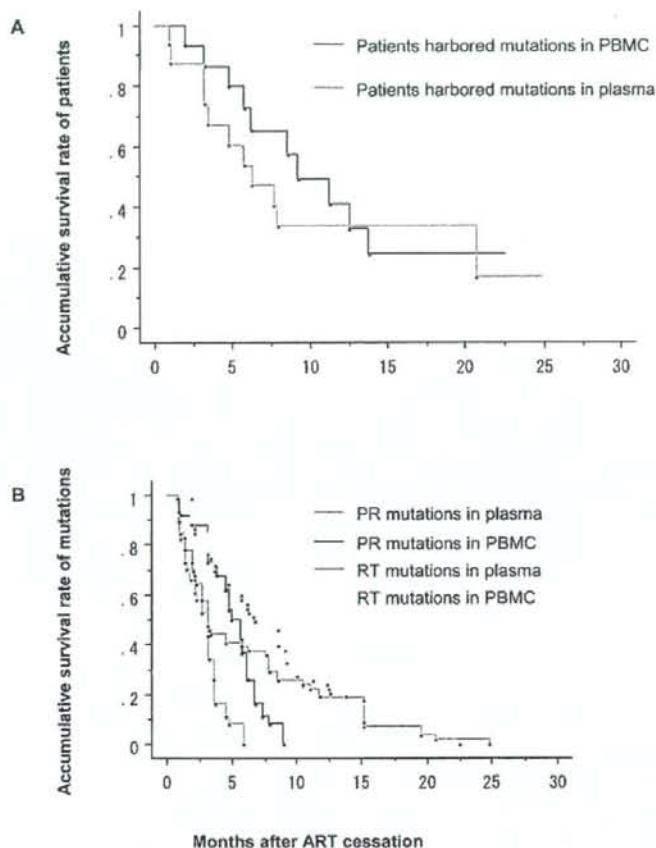 A
Accumulative survival rate of patients
1
. 8
. 6
. 4
. 2
0
0 5 10 15 20 25 30
Patients harbored mutations in PBMC
Patients harbored mutations in plasma
B
Accumulative survival rate of mutations
1
. 8
. 6
. 4
. 2
0
0 5 10 15 20 25 30
PR mutations in plasma
PR mutations in PBMC
RT mutations in plasma
RT mutations in PBMC
Months after ART cessation